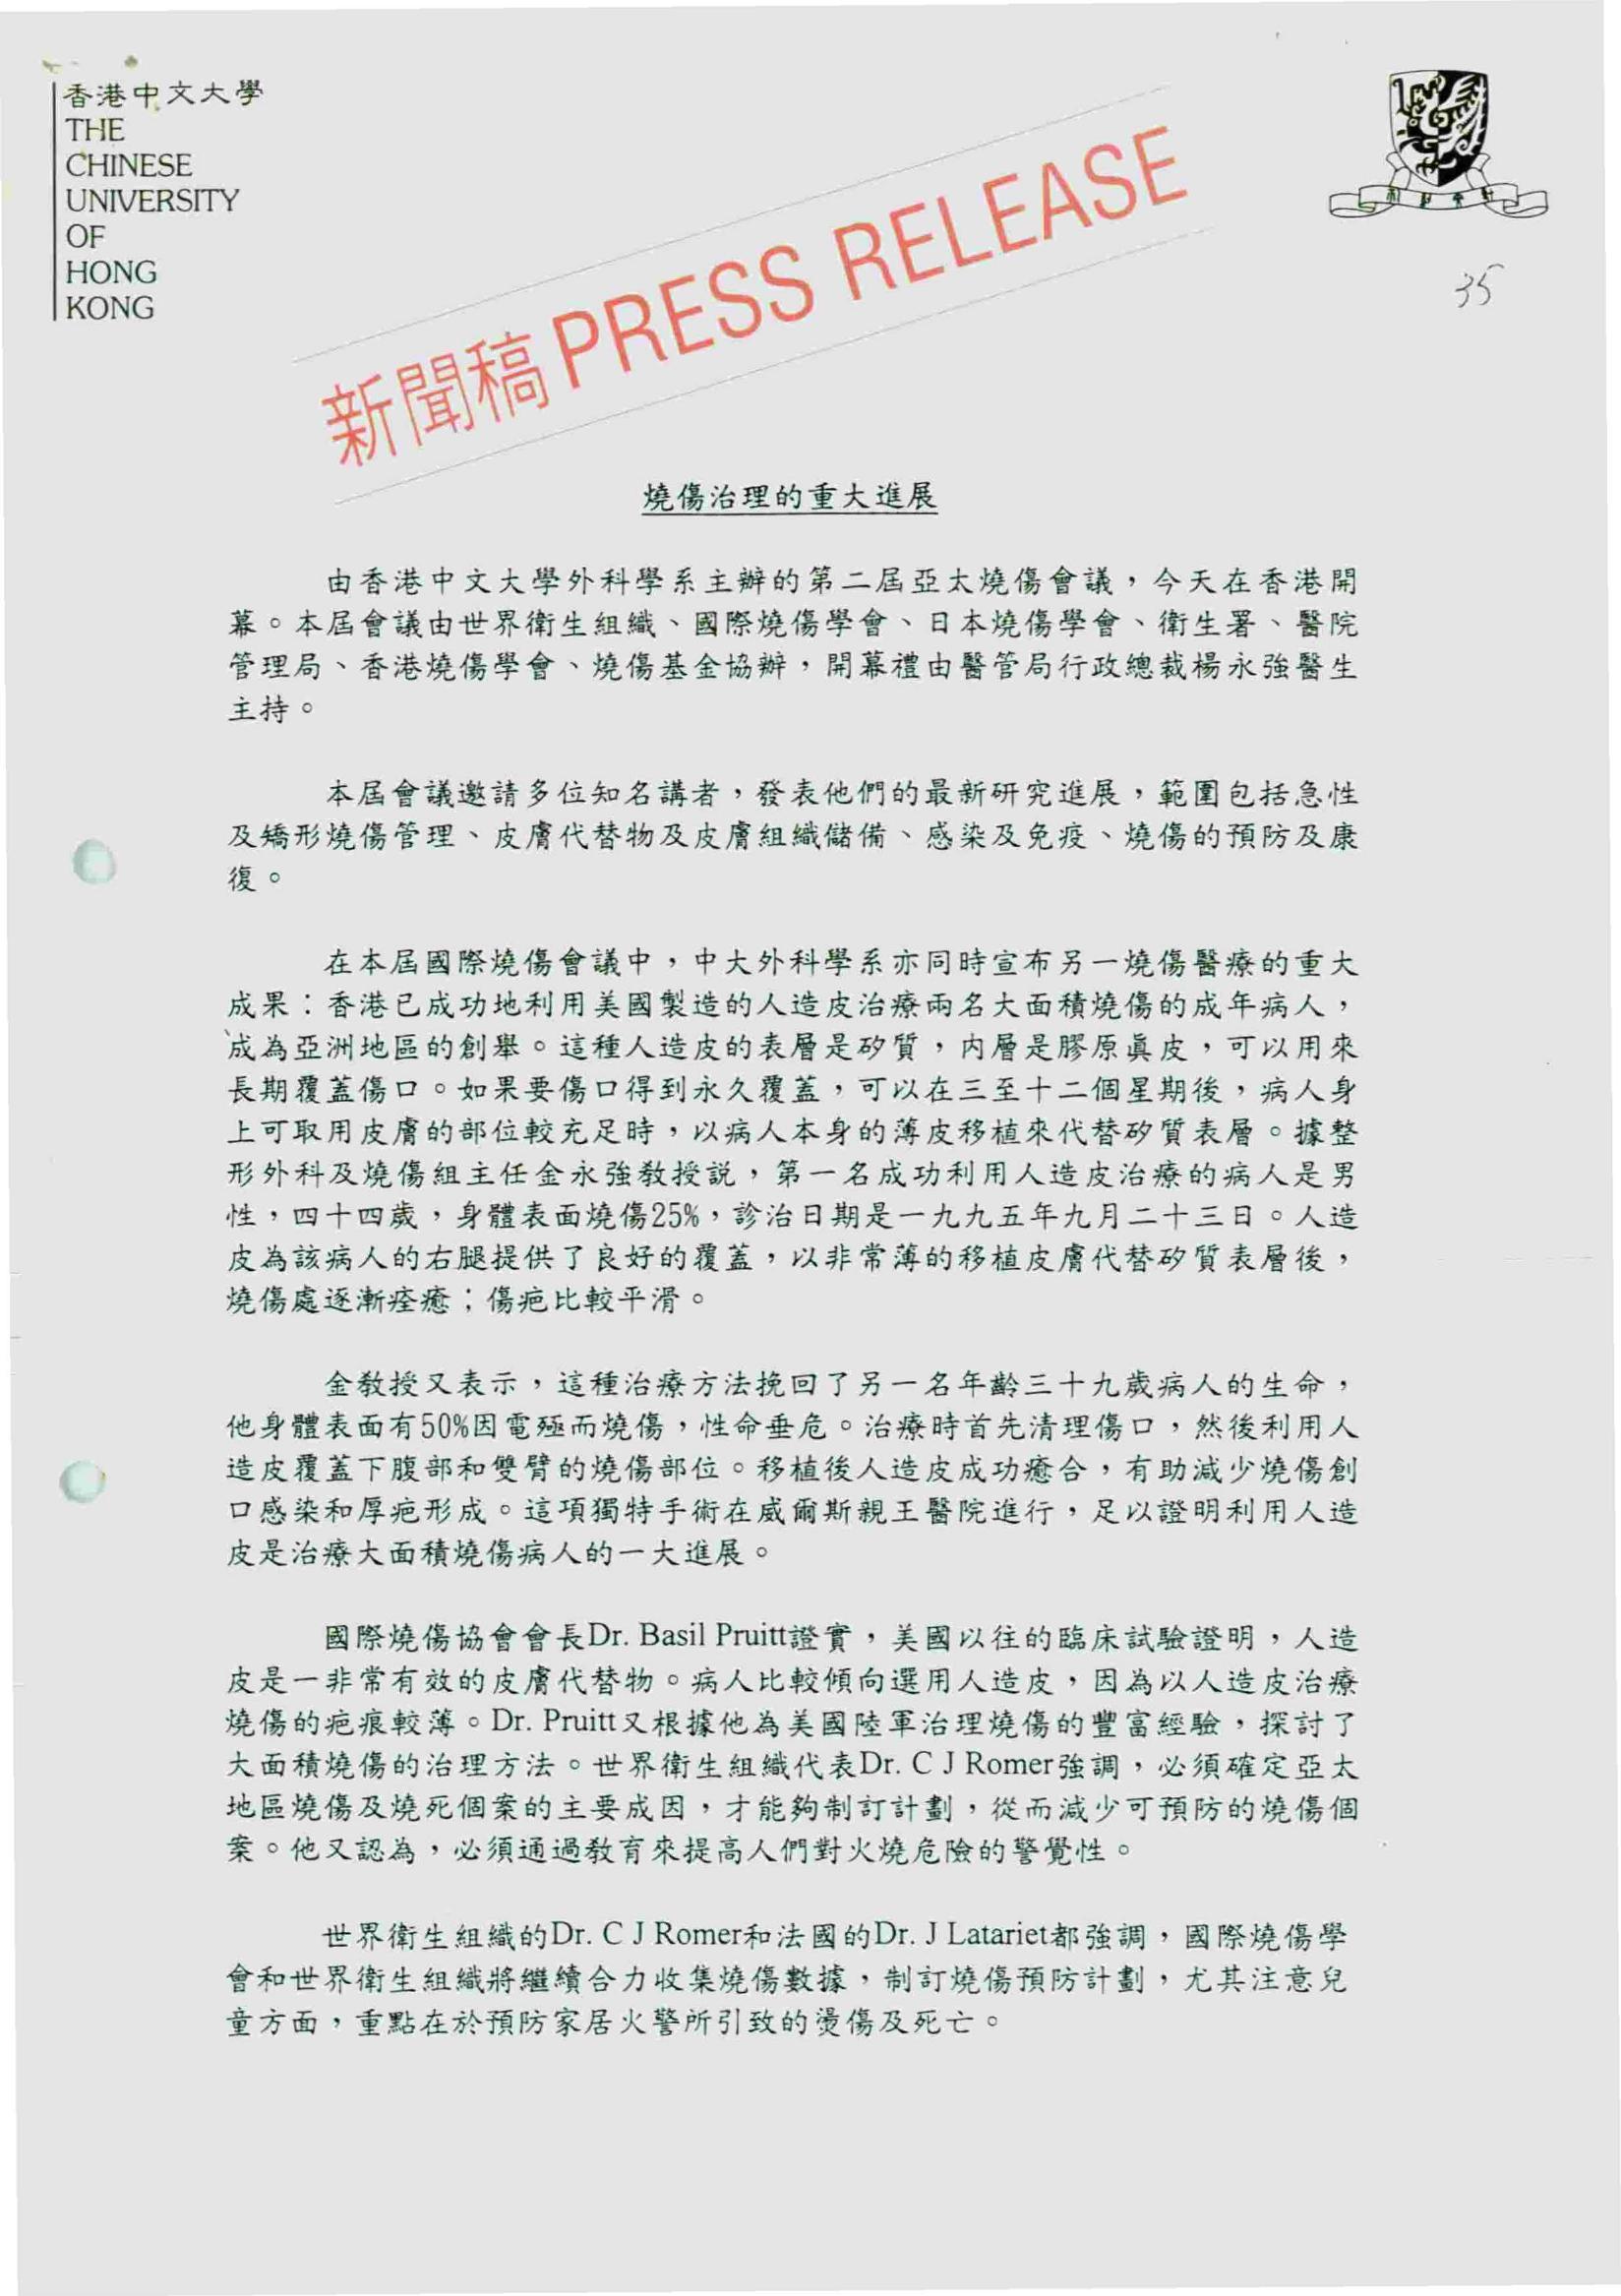 香港中文大學
THE
CHINESE
UNIVERSITY
OF
HONG
KONG
新聞稿 PRESS RELEASE
35
燒傷治理的重大進展
由香港中文大學外科學系主辦的第二屆亞太燒傷會議，今天在香港開
幕。本屆會議由世界衛生組織、國際燒傷學會、日本燒傷學會、衛生署、醫院
管理局、香港燒傷學會、燒傷基金協辦，開幕禮由醫管局行政總裁楊永強醫生
主持。
本屆會議邀請多位知名講者，發表他們的最新研究進展，範圍包括急性
及矯形燒傷管理、皮膚代替物及皮膚組織儲備、感染及免疫、燒傷的預防及康
復。
在本屆國際燒傷會議中，中大外科學系亦同時宣布另一燒傷醫療的重大
成果：香港已成功地利用美國製造的人造皮治療兩名大面積燒傷的成年病人，
成為亞洲地區的創舉。這種人造皮的表層是矽質，內層是膠原真皮，可以用來
長期覆蓋傷口。如果要傷口得到永久覆蓋，可以在三至十二個星期後，病人身
上可取用皮膚的部位較充足時，以病人本身的薄皮移植來代替矽質表層。據整
形外科及燒傷組主任金永強教授說，第一名成功利用人造皮治療的病人是男
性，四十四歲，身體表面燒傷25%，診治日期是一九九五年九月二十三日。人造
皮為該病人的右腿提供了良好的覆蓋，以非常薄的移植皮膚代替矽質表層後，
燒傷處逐漸痊癒；傷疤比較平滑。
金教授又表示，這種治療方法挽回了另一名年齡三十九歲病人的生命，
他身體表面有50%因電殛而燒傷，性命垂危。治療時首先清理傷口，然後利用人
造皮覆蓋下腹部和雙臂的燒傷部位。移植後人造皮成功癒合，有助減少燒傷創
口感染和厚疤形成。這項獨特手術在威爾斯親王醫院進行，足以證明利用人造
皮是治療大面積燒傷病人的一大進展。
國際燒傷協會會長Dr. Basil Pruitt證實，美國以往的臨床試驗證明，人造
皮是一非常有效的皮膚代替物。病人比較傾向選用人造皮，因為以人造皮治療
燒傷的疤痕較薄。Dr. Pruitt又根據他為美國陸軍治理燒傷的豐富經驗，探討了
大面積燒傷的治理方法。世界衛生組織代表Dr. C J Romer強調，必須確定亞太
地區燒傷及燒死個案的主要成因，才能夠制訂計劃，從而減少可預防的燒傷個
案。他又認為，必須通過教育來提高人們對火燒危險的警覺性。
世界衛生組織的Dr. C J Romer和法國的Dr. J Latariet都強調，國際燒傷學
會和世界衛生組織將繼續合力收集燒傷數據，制訂燒傷預防計劃，尤其注意兒
童方面，重點在於預防家居火警所引致的燙傷及死亡。